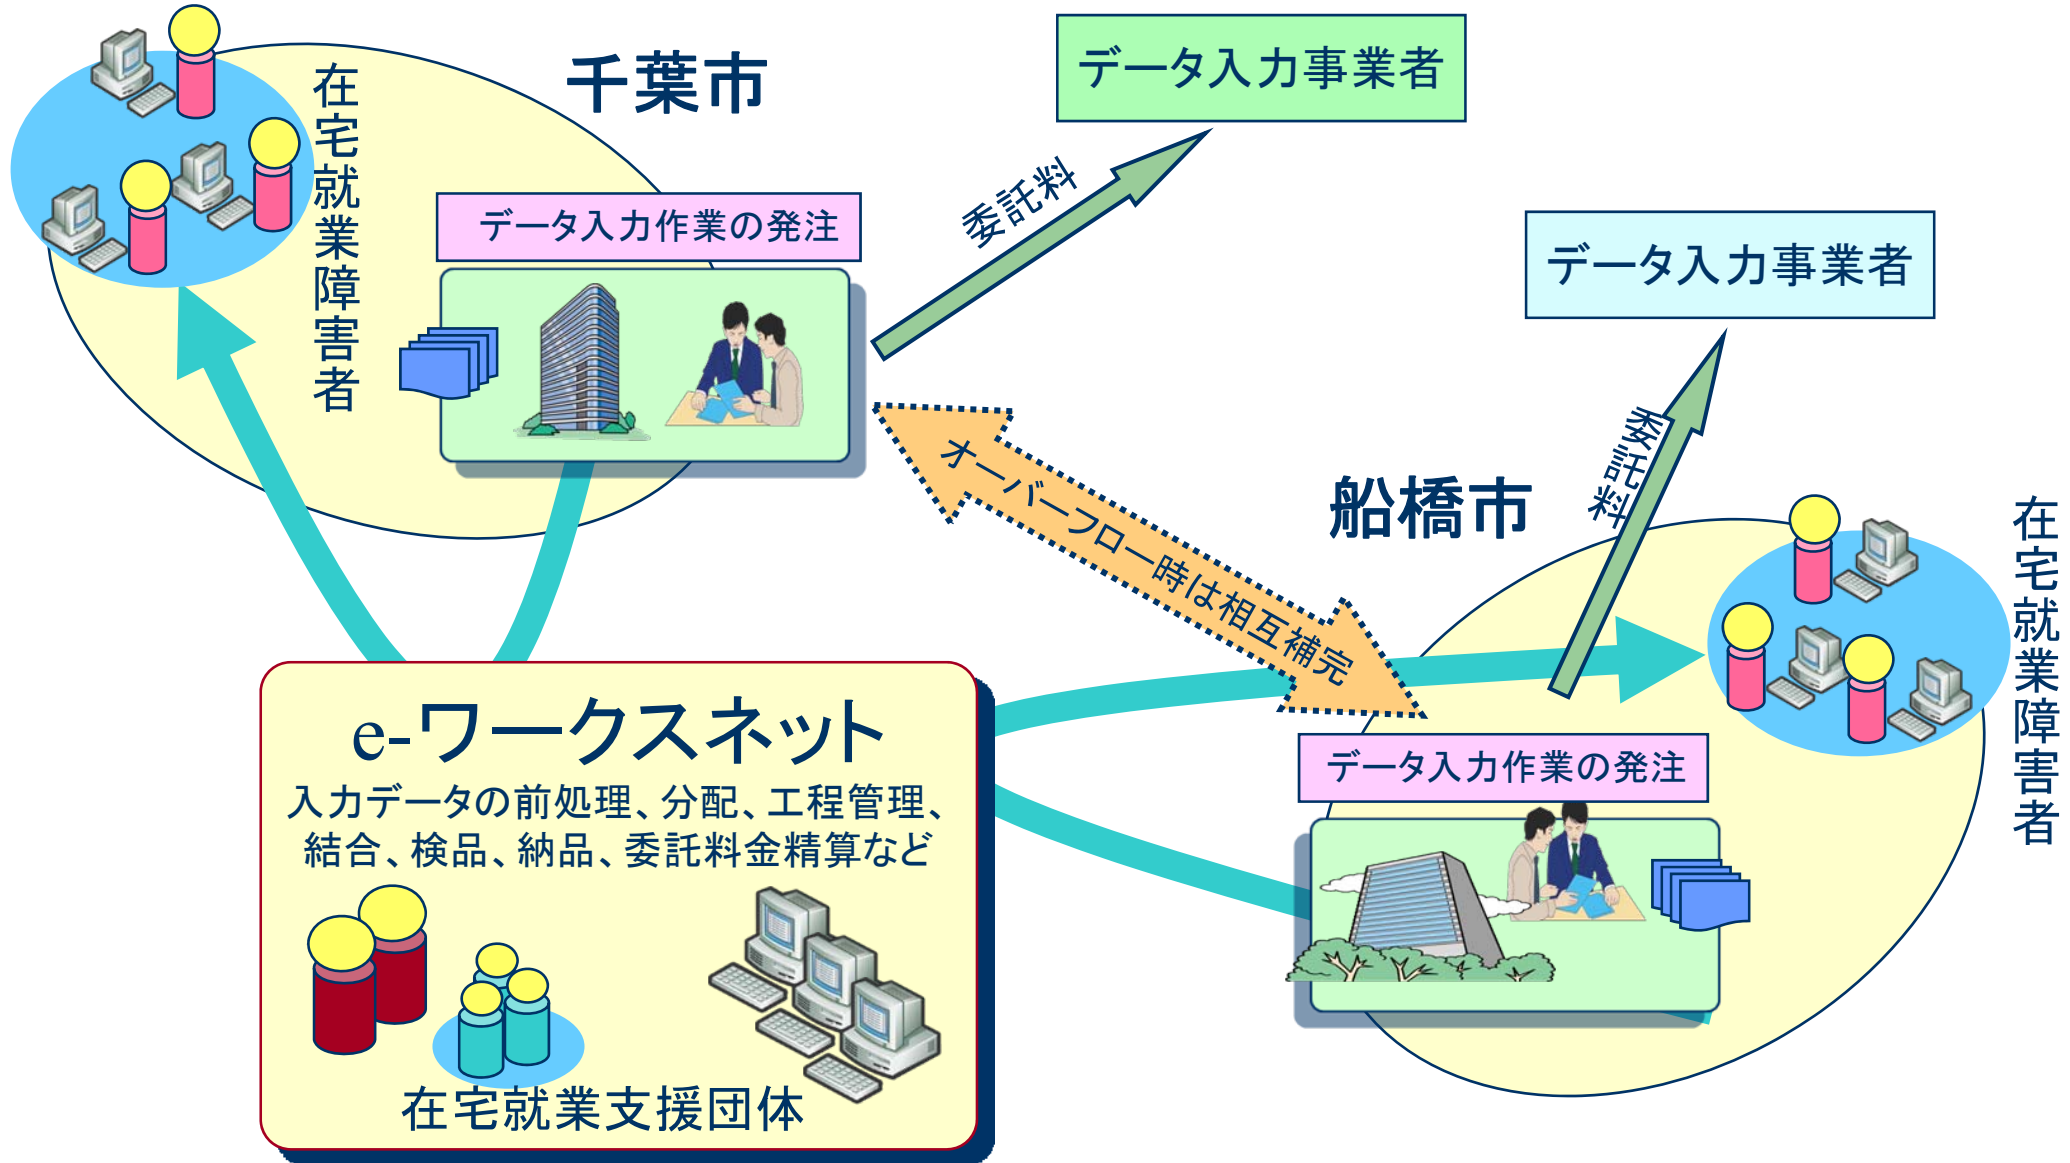 千葉市
データ入力事業者
在宅就業障害者
委託料
データ入力作業の発注
データ入力事業者
オーバーフロー時は相互補完
委託料
船橋市
在宅就業障害者
e-ワークスネット
入力データの前処理、分配、工程管理、
結合、検品、納品、委託料金精算など
データ入力作業の発注
在宅就業支援団体